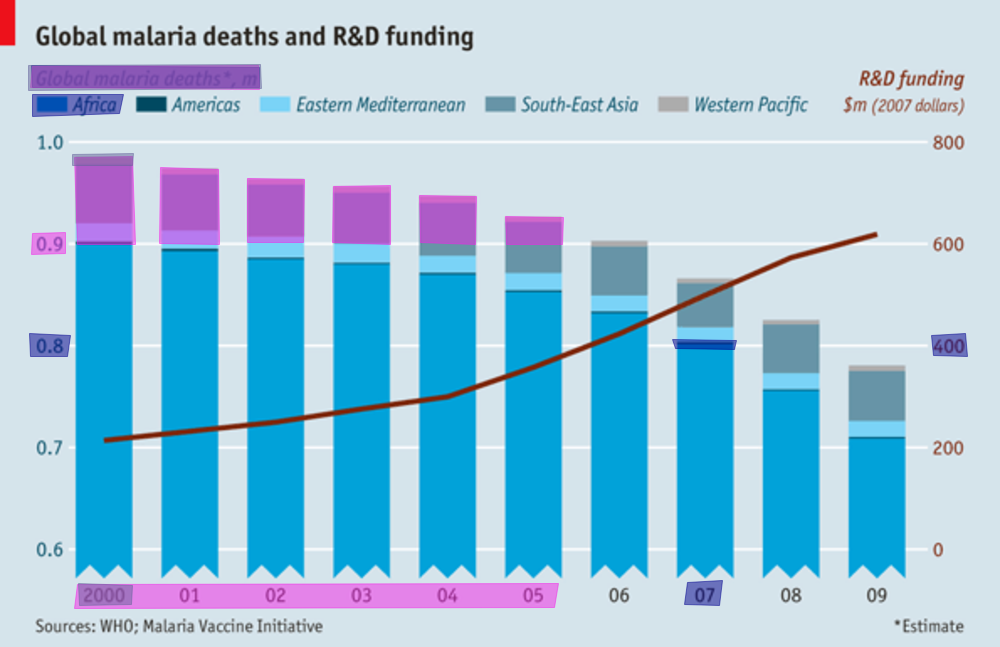 Global malaria deaths and R&D funding
Global malaria deaths*, m
R&D funding
Africa Americas Eastern Mediterranean South-East Asia Western Pacific $m (2007 dollars)
1.0 800
0.9 600
0.8 400
0.7 200
0.6 0
2000 01 02 03 04 05 06 07 08 09
Sources: WHO; Malaria Vaccine Initiative *Estimate